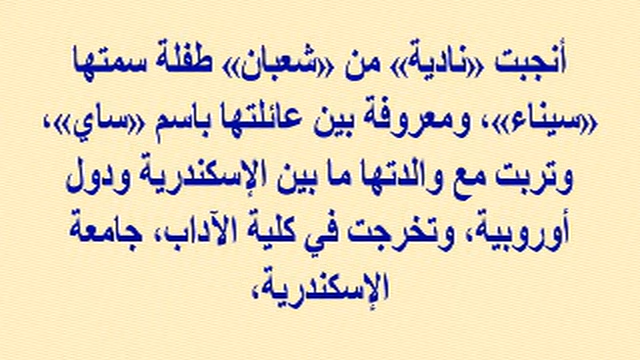 أنجبت «نادية» من «شعبان» طفلة سمتها
«سيناء»، ومعروفة بين عائلتها باسم «ساي»،
وتربت مع والدتها ما بين الإسكندرية ودول
أوروبية، وتخرجت في كلية الآداب، جامعة
الإسكندرية،